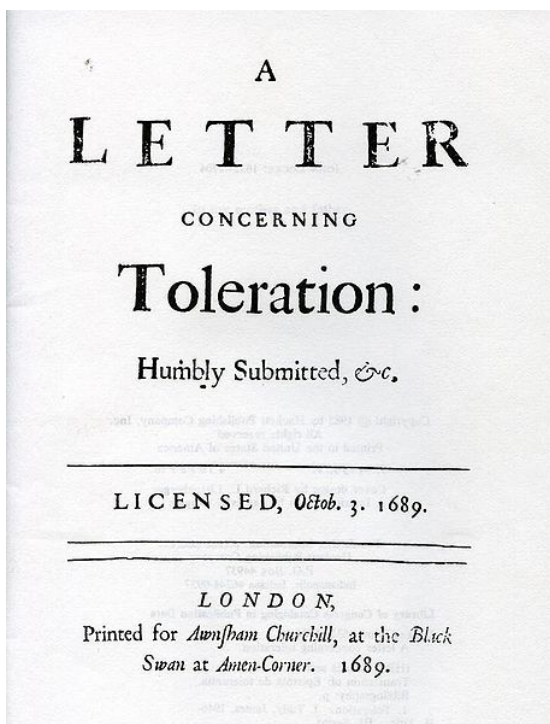 A
LETTER
CONCERNING
Toleration :
Humbly Submitted, &c.
LICENSED, Octob. 3. 1689.
LONDON,
Printed for Awnsham Churchill, at the Black
Swan at Amen-Corner. 1689.